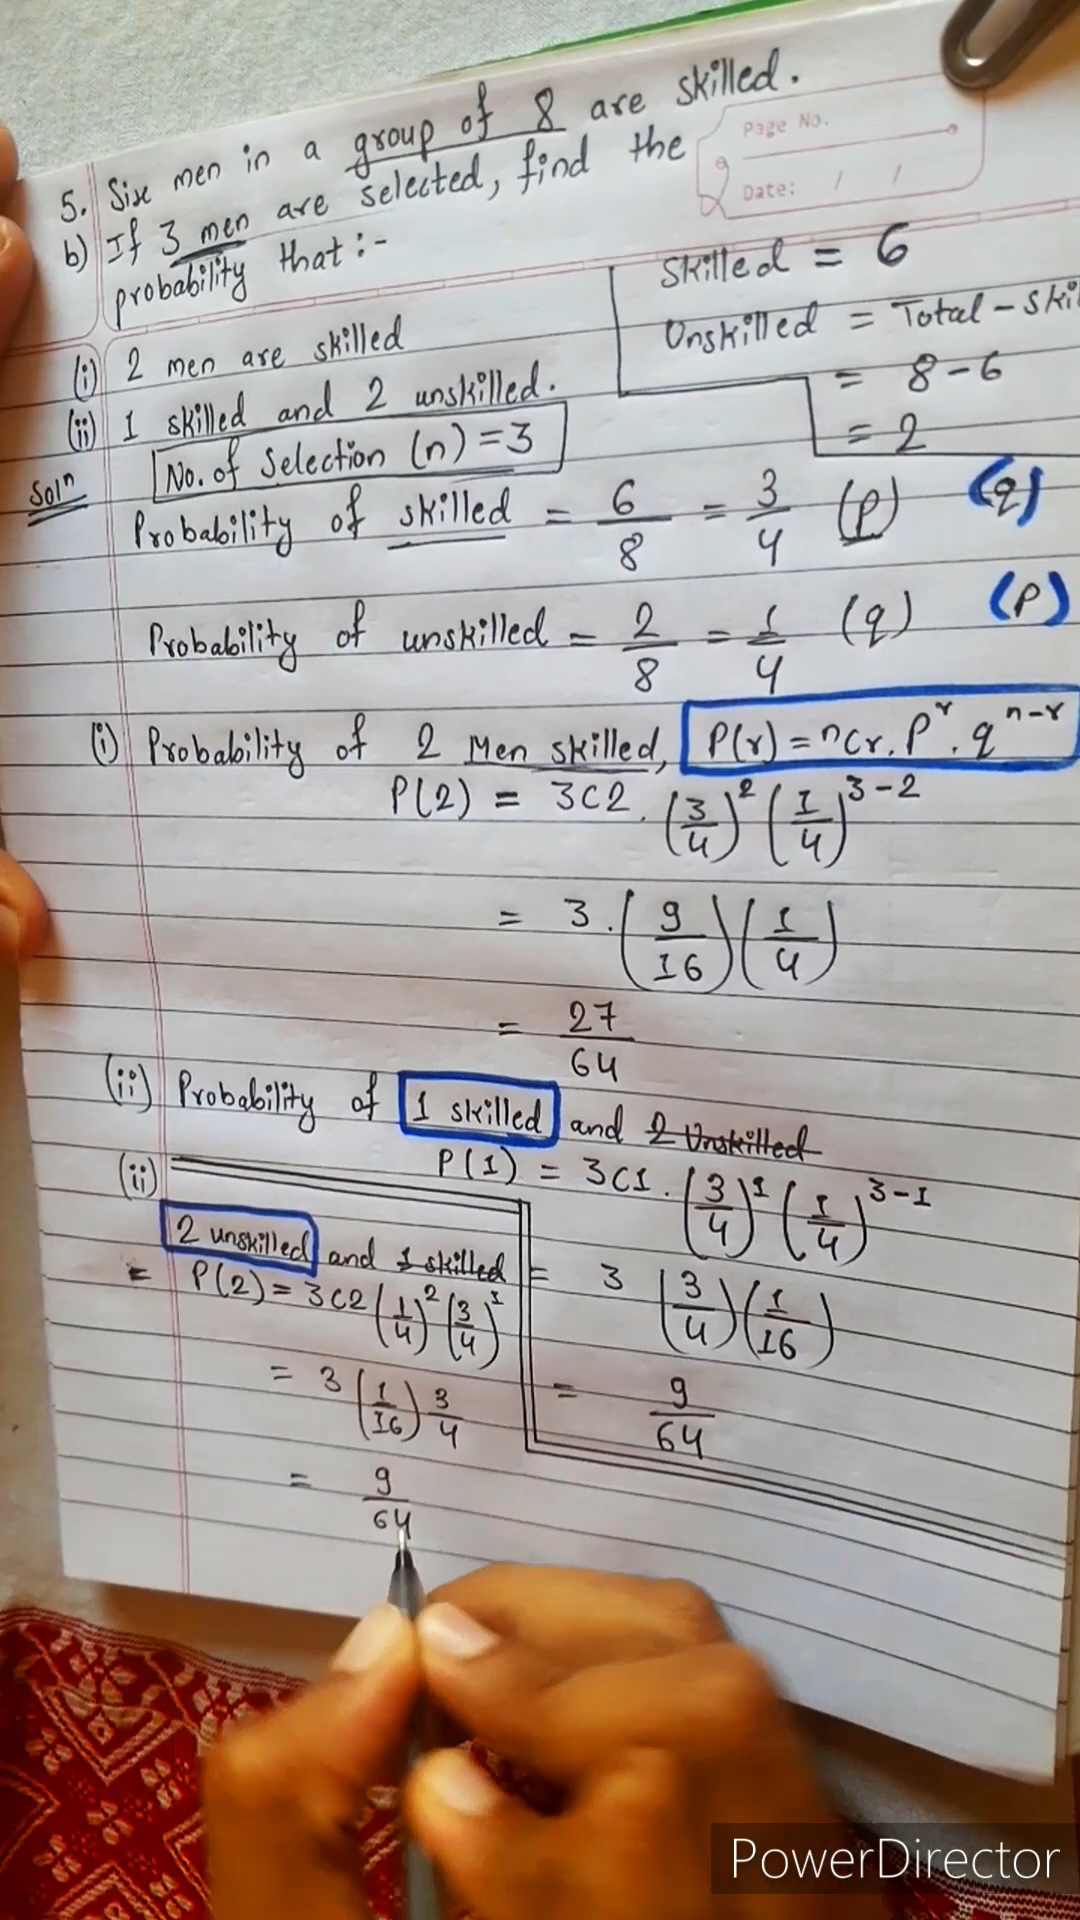 5. Six men in a group of 8 are skilled.
b) If 3 men are selected, find the
probability that :-
Page No.
Date: / /
(i) 2 men are skilled
(ii) 1 skilled and 2 unskilled.
Skilled = 6
Unskilled = Total - Ski
= 8-6
= 2
Solⁿ
No. of Selection (n) = 3
Probability of skilled = 6/8 = 3/4 (p) (q)
Probability of unskilled = 2/8 = 1/4 (q) (p)
(i) Probability of 2 Men skilled, P(r) = ⁿCr. P^r. q^(n-r)
P(2) = 3C2. (3/4)^2 (1/4)^(3-2)
= 3. (9/16) (1/4)
= 27/64
(ii) Probability of 1 skilled and 2 Unskilled
P(1) = 3C1. (3/4)^1 (1/4)^(3-1)
= 3 (3/4) (1/16)
= 9/64
(ii)
2 unskilled and 1 skilled
= P(2) = 3C2 (1/4)^2 (3/4)^1
= 3 (1/16) 3/4
= 9/64
PowerDirector